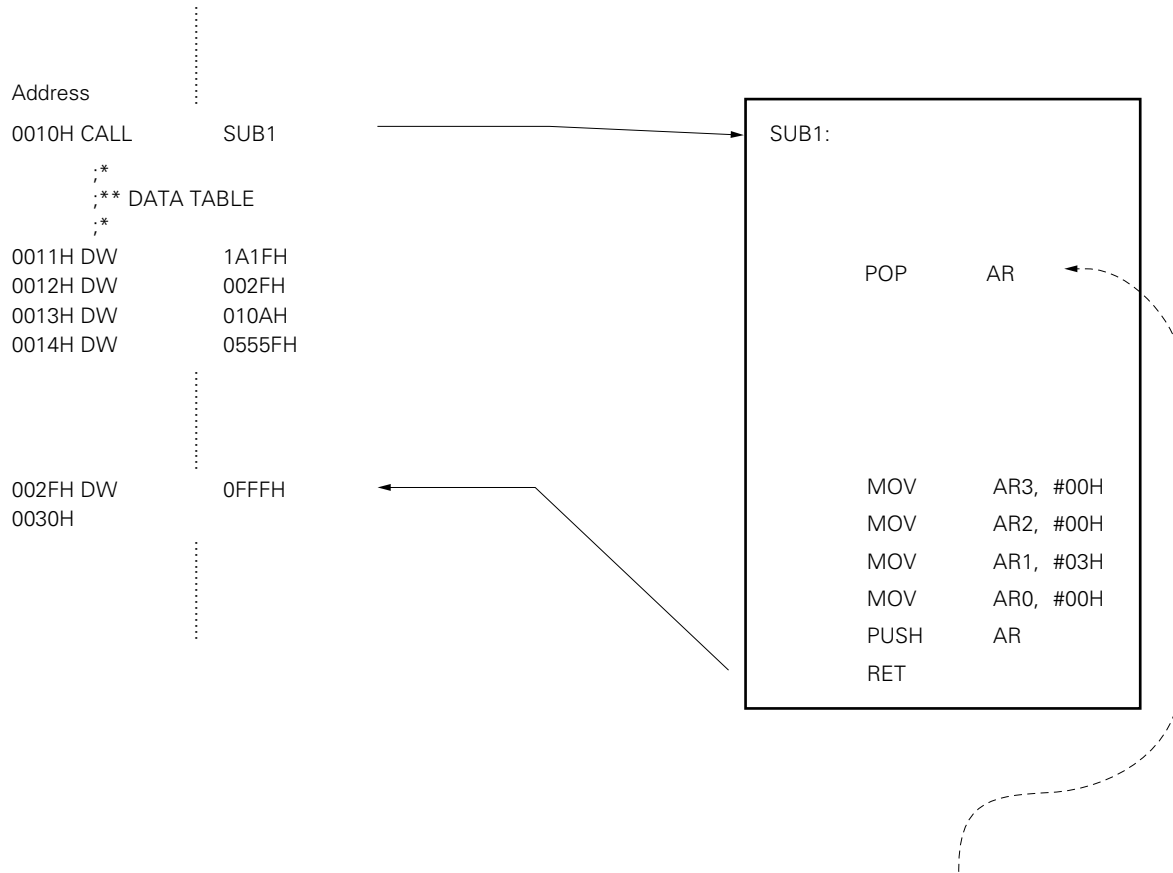 Address
0010H CALL SUB1
;*
;** DATA TABLE
;*
0011H DW 1A1FH
0012H DW 002FH
0013H DW 010AH
0014H DW 0555FH
002FH DW 0FFFH
0030H
SUB1:
POP AR
MOV AR3, #00H
MOV AR2, #00H
MOV AR1, #03H
MOV AR0, #00H
PUSH AR
RET